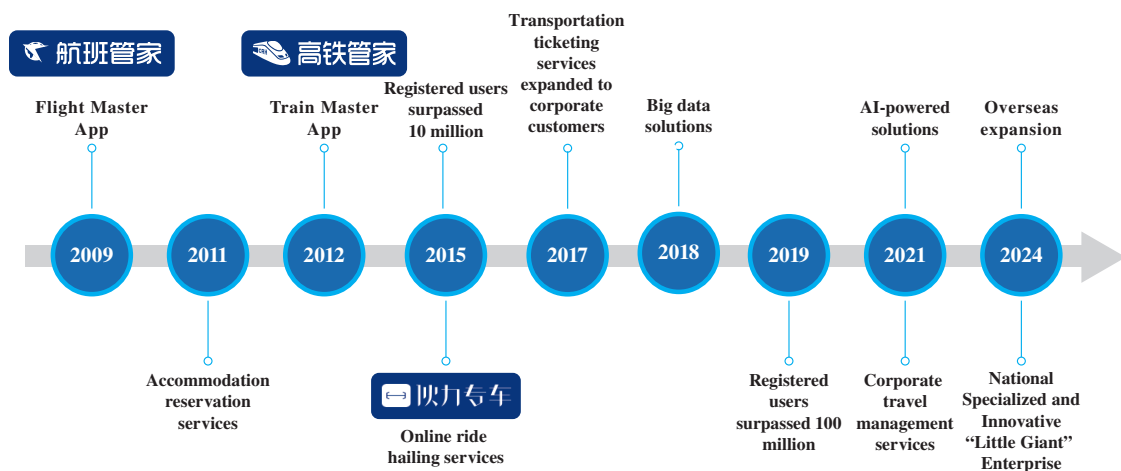 航班管家
Flight Master
App
2009
2011
Accommodation
reservation
services
高铁管家
Train Master
App
2012
Registered users
surpassed
10 million
2015
伙力专车
Online ride
hailing services
Transportation
ticketing
services
expanded to
corporate
customers
2017
Big data
solutions
2018
2019
Registered
users
surpassed 100
million
AI-powered
solutions
2021
Corporate
travel
management
services
Overseas
expansion
2024
National
Specialized and
Innovative
“Little Giant”
Enterprise